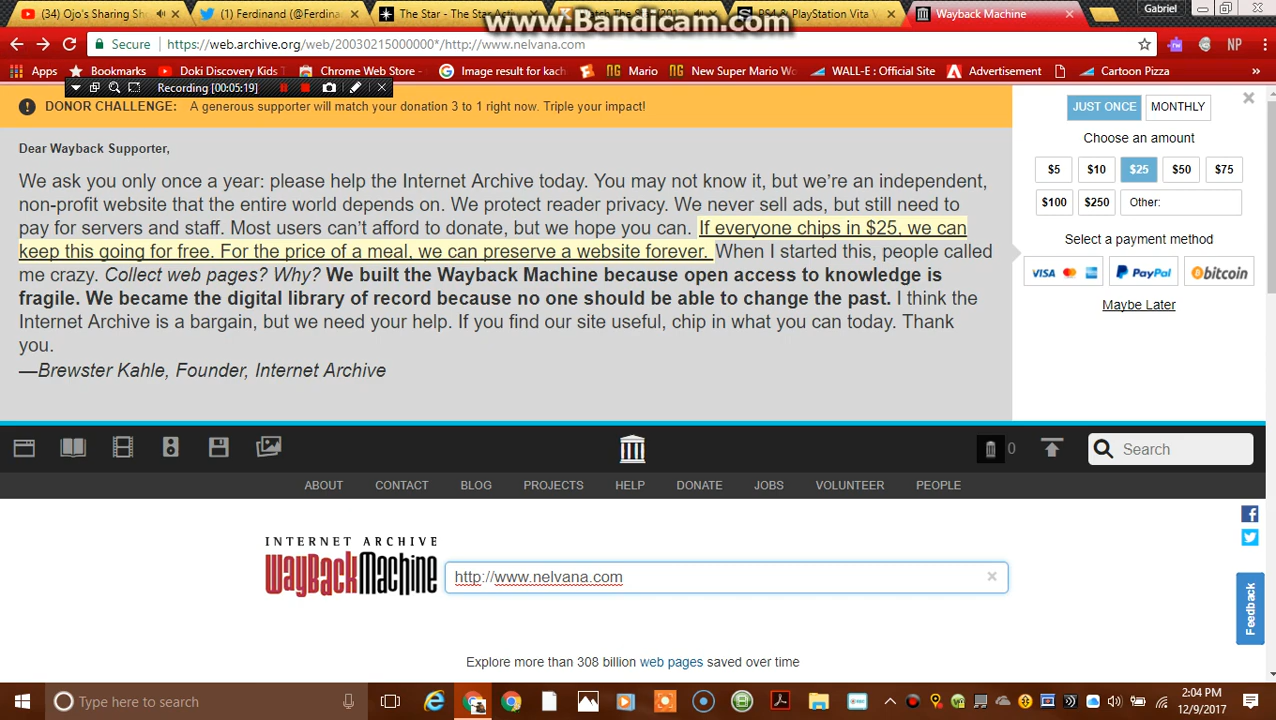 (34) Ojo's Sharing Sh
(1) Ferdinand (@Ferdina
The Star - The Star Acti
Watch The Sta (201
PS4 & PlayStation Vita V
Wayback Machine
Gabriel
www.Bandicam.com
Secure
https://web.archive.org/web/20030215000000*/http://www.nelvana.com
NP
Apps
Bookmarks
Doki Discovery Kids
Chrome Web Store -
Image result for kach
Mario
New Super Mario Wo
WALL-E : Official Site
Advertisement
Cartoon Pizza
»
Recording [00:05:19]
DONOR CHALLENGE: A generous supporter will match your donation 3 to 1 right now. Triple your impact!
Dear Wayback Supporter,
We ask you only once a year: please help the Internet Archive today. You may not know it, but we're an independent,
non-profit website that the entire world depends on. We protect reader privacy. We never sell ads, but still need to
pay for servers and staff. Most users can't afford to donate, but we hope you can. If everyone chips in $25, we can
keep this going for free. For the price of a meal, we can preserve a website forever. When I started this, people called
me crazy. Collect web pages? Why? We built the Wayback Machine because open access to knowledge is
fragile. We became the digital library of record because no one should be able to change the past. I think the
Internet Archive is a bargain, but we need your help. If you find our site useful, chip in what you can today. Thank
you.
—Brewster Kahle, Founder, Internet Archive
JUST ONCE
MONTHLY
Choose an amount
$5
$10
$25
$50
$75
$100
$250
Other:
Select a payment method
VISA
PayPal
bitcoin
Maybe Later
0
Search
ABOUT
CONTACT
BLOG
PROJECTS
HELP
DONATE
JOBS
VOLUNTEER
PEOPLE
INTERNET ARCHIVE
WayBackMachine
http://www.nelvana.com
Feedback
Explore more than 308 billion web pages saved over time
Type here to search
2:04 PM
12/9/2017